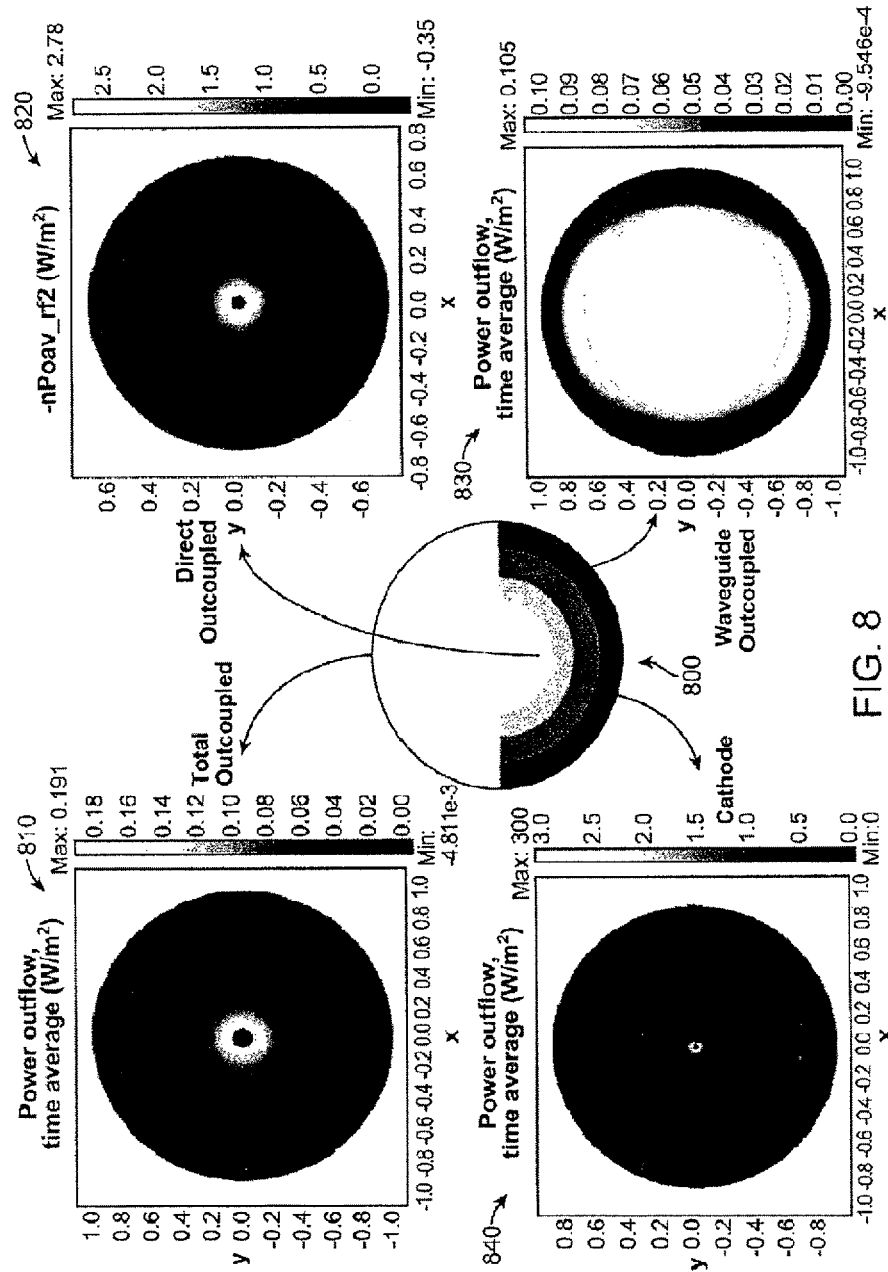 Power outflow,
time average (W/m²)
810
Max: 0.191
1.0
0.8
0.6
0.4
0.2
y 0.0
-0.2
-0.4
-0.6
-0.8
-1.0
-1.0 -0.8 -0.6 -0.4 -0.2 0.0 0.2 0.4 0.6 0.8 1.0
x
0.18
0.16
0.14
0.12
0.10
0.08
0.06
0.04
0.02
0.00
Min:
-4.811e-3
-nPoav_rf2 (W/m²)
820
Max: 2.78
0.6
0.4
0.2
y 0.0
-0.2
-0.4
-0.6
-0.8 -0.6 -0.4 -0.2 0.0 0.2 0.4 0.6 0.8
x
2.5
2.0
1.5
1.0
0.5
0.0
Min: -0.35
Total
Outcoupled
Direct
Outcoupled
Cathode
800
Waveguide
Outcoupled
840
Power outflow,
time average (W/m²)
Max: 300
0.8
0.6
0.4
0.2
y 0.0
-0.2
-0.4
-0.6
-0.8
-1.0 -0.8 -0.6 -0.4 -0.2 0.0 0.2 0.4 0.6 0.8 1.0
x
3.0
2.5
2.0
1.5
1.0
0.5
0.0
Min:0
830
Power outflow,
time average (W/m²)
Max: 0.105
1.0
0.8
0.6
0.4
0.2
y 0.0
-0.2
-0.4
-0.6
-0.8
-1.0
-1.0-0.8-0.6-0.4-0.20.0 0.2 0.4 0.6 0.8 1.0
x
0.10
0.09
0.08
0.07
0.06
0.05
0.04
0.03
0.02
0.01
0.00
Min: -9.546e-4
FIG. 8